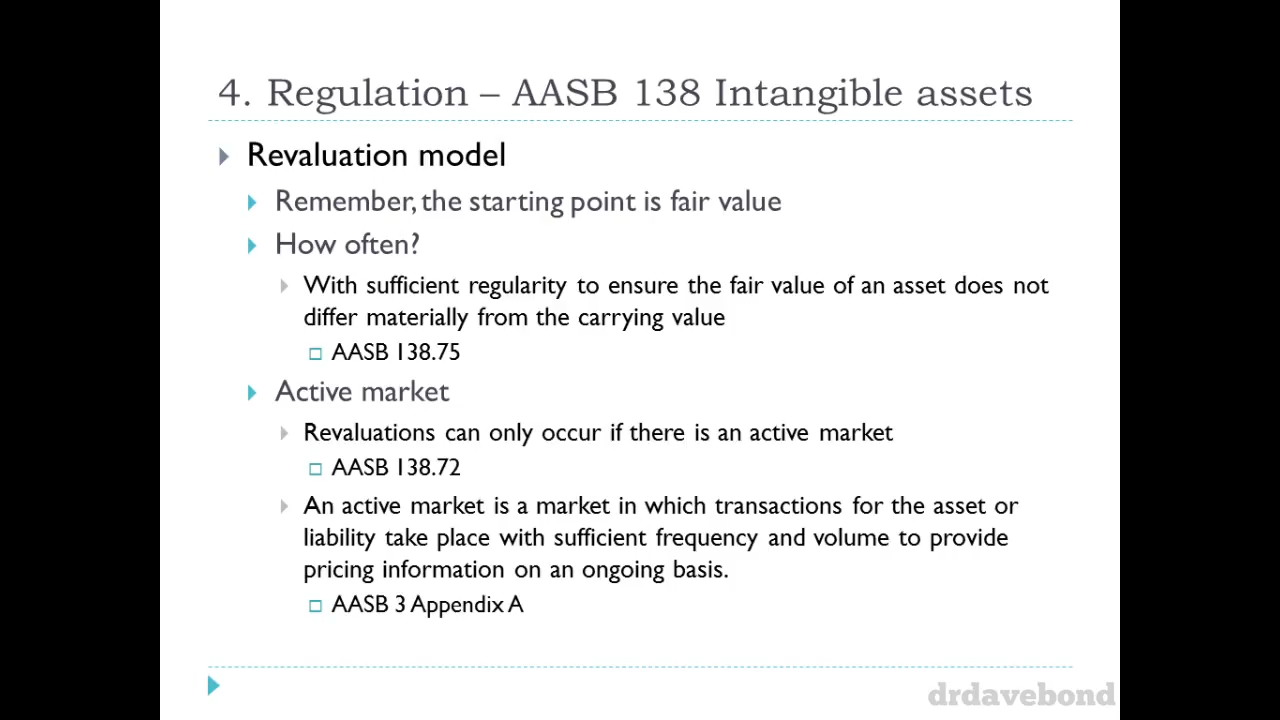 4. Regulation – AASB 138 Intangible assets
Revaluation model
Remember, the starting point is fair value
How often?
With sufficient regularity to ensure the fair value of an asset does not
differ materially from the carrying value
AASB 138.75
Active market
Revaluations can only occur if there is an active market
AASB 138.72
An active market is a market in which transactions for the asset or
liability take place with sufficient frequency and volume to provide
pricing information on an ongoing basis.
AASB 3 Appendix A
drdavebond